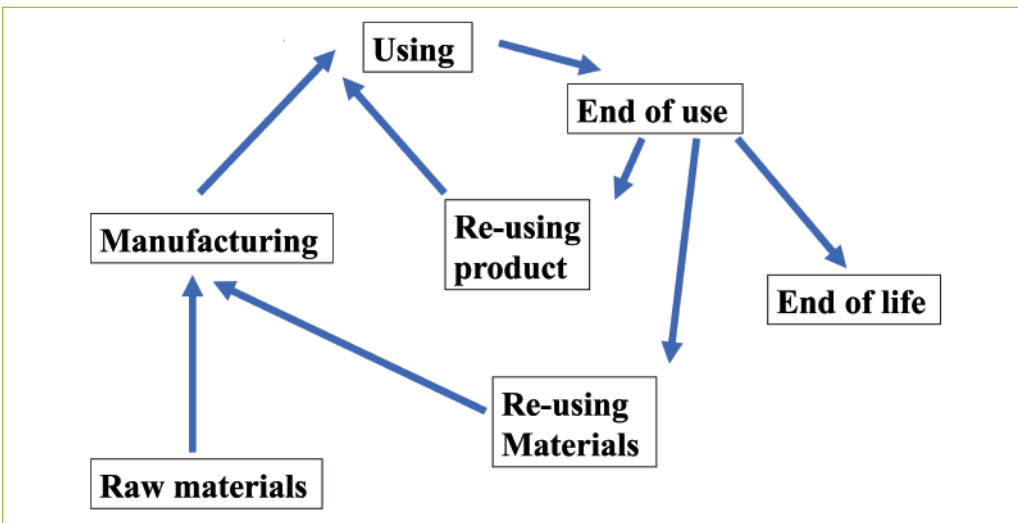 Using
End of use
Re-using
product
Manufacturing
End of life
Re-using
Materials
Raw materials